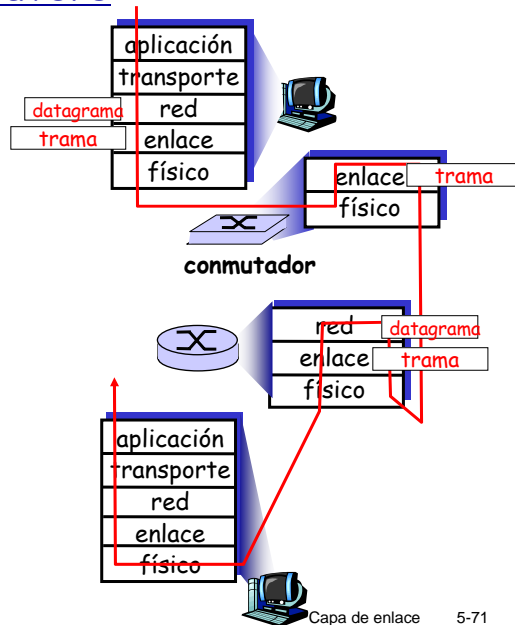 aplicación
transporte
datagrama red
trama enlace
físico
enlace trama
físico
conmutador
red datagrama
enlace trama
físico
aplicación
transporte
red
enlace
físico
Capa de enlace 5-71